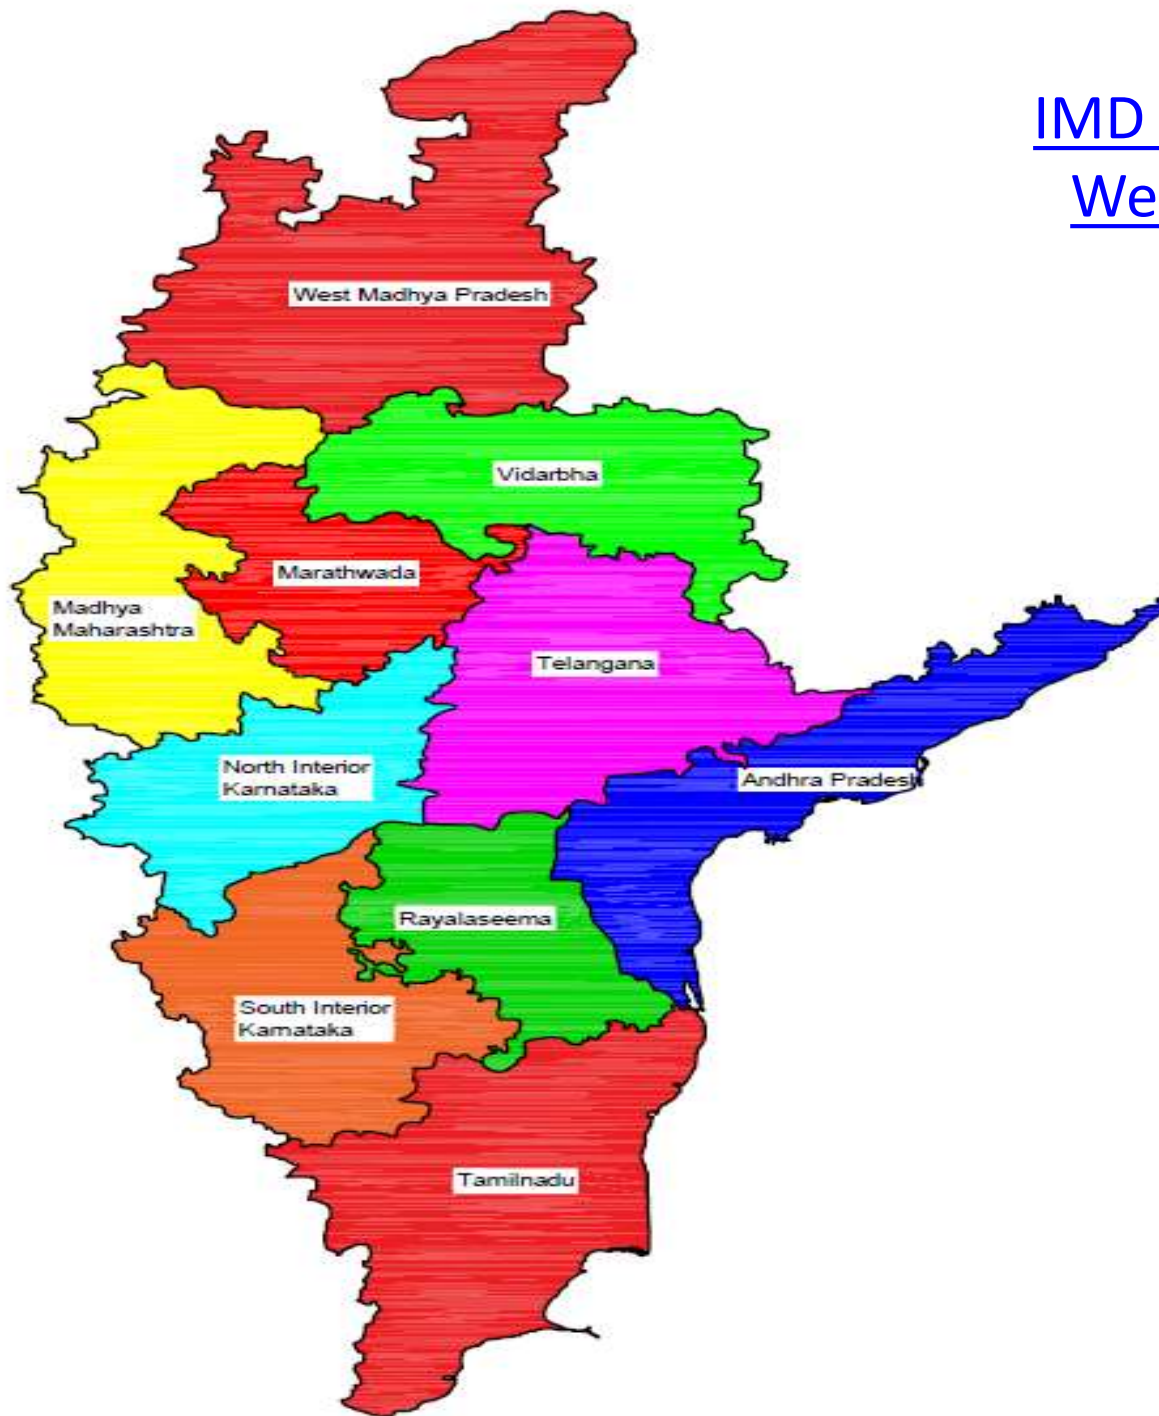 IMD
We
West Madhya Pradesh
Vidarbha
Marathwada
Madhya
Maharashtra
Telangana
North Interior
Karnataka
Andhra Pradesh
Rayalaseema
South Interior
Karnataka
Tamilnadu